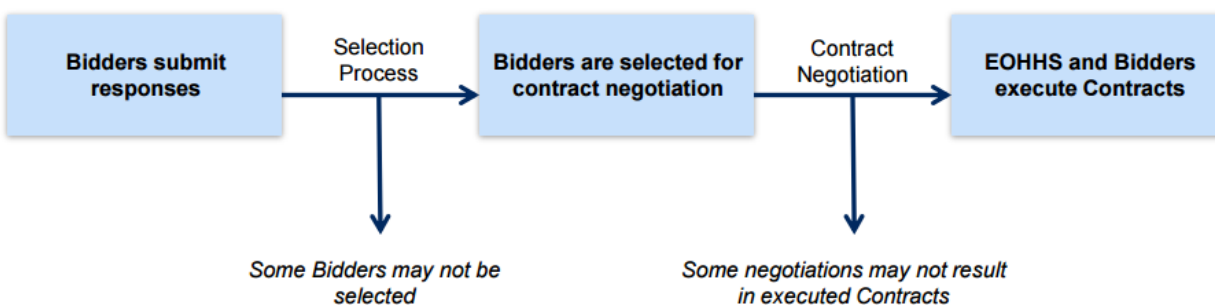 Bidders submit
responses
Selection
Process
Bidders are selected for
contract negotiation
Contract
Negotiation
EOHHS and Bidders
execute Contracts
Some Bidders may not be
selected
Some negotiations may not result
in executed Contracts